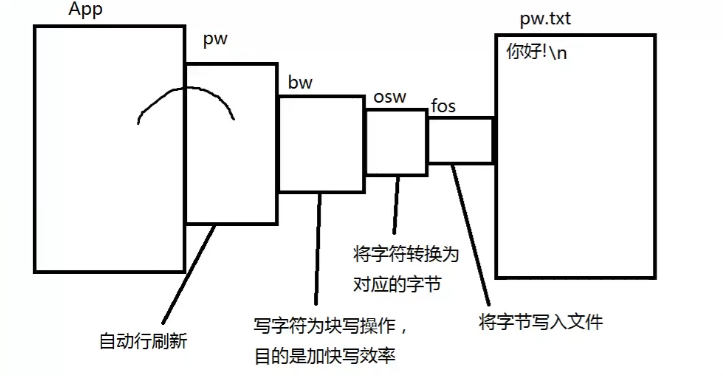 App
pw
bw
osw
fos
pw.txt
你好!\n
自动行刷新
写字符为块写操作，
目的是加快写效率
将字符转换为
对应的字节
将字节写入文件